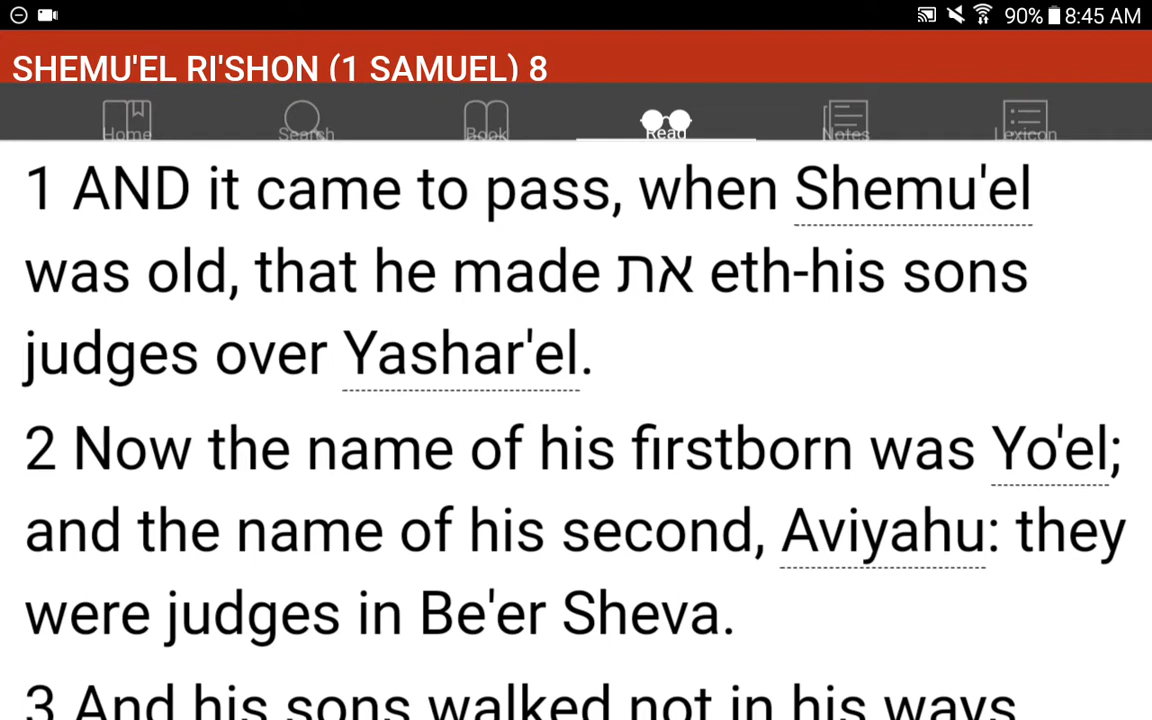 90% 8:45 AM
SHEMU'EL RI'SHON (1 SAMUEL) 8
Home Search Book Read Notes Lexicon
1 AND it came to pass, when Shemu'el
was old, that he made את eth-his sons
judges over Yashar'el.
2 Now the name of his firstborn was Yo'el;
and the name of his second, Aviyahu: they
were judges in Be'er Sheva.
3 And his sons walked not in his ways,